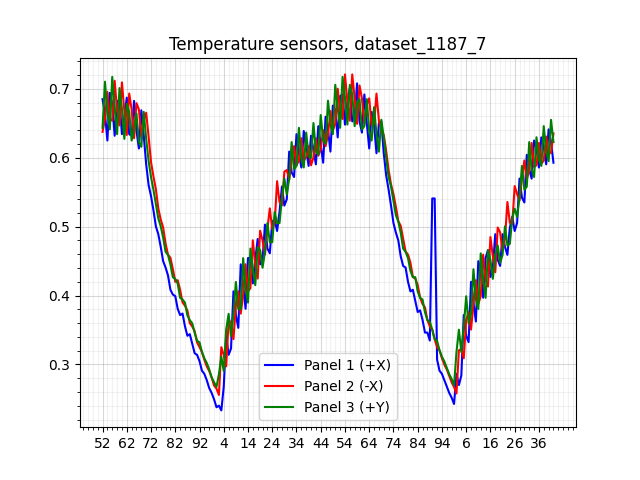 Temperature sensors, dataset_1187_7
0.7
0.6
0.5
0.4
0.3
52 62 72 82 92 4 14 24 34 44 54 64 74 84 94 6 16 26 36
Panel 1 (+X)
Panel 2 (-X)
Panel 3 (+Y)